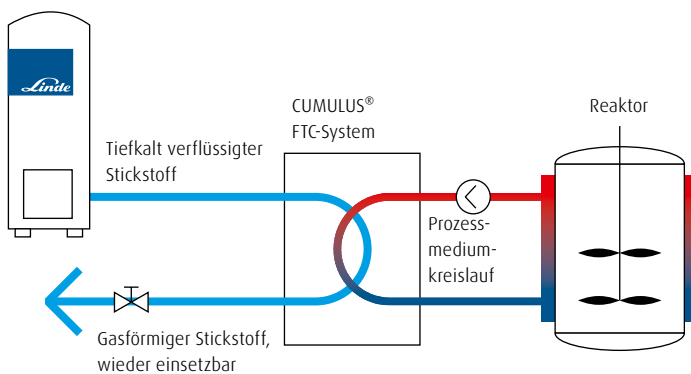 Linde
CUMULUS®
FTC-System
Reaktor
Tiefkalt verflüssigter
Stickstoff
Prozess-
medium-
kreislauf
Gasförmiger Stickstoff,
wieder einsetzbar